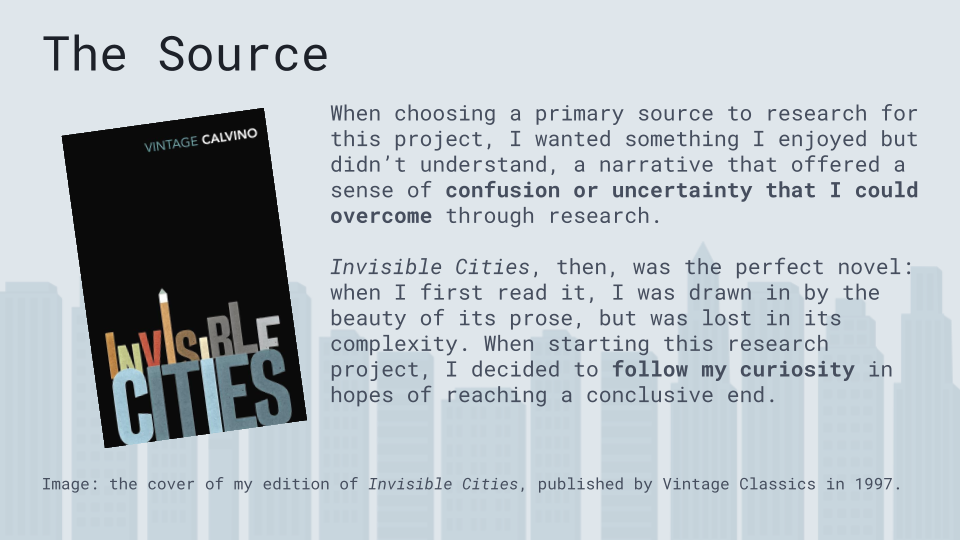 The Source
VINTAGE CALVINO
INVISIBLE
CITIES
When choosing a primary source to research for
this project, I wanted something I enjoyed but
didn’t understand, a narrative that offered a
sense of confusion or uncertainty that I could
overcome through research.
Invisible Cities, then, was the perfect novel:
when I first read it, I was drawn in by the
beauty of its prose, but was lost in its
complexity. When starting this research
project, I decided to follow my curiosity in
hopes of reaching a conclusive end.
Image: the cover of my edition of Invisible Cities, published by Vintage Classics in 1997.